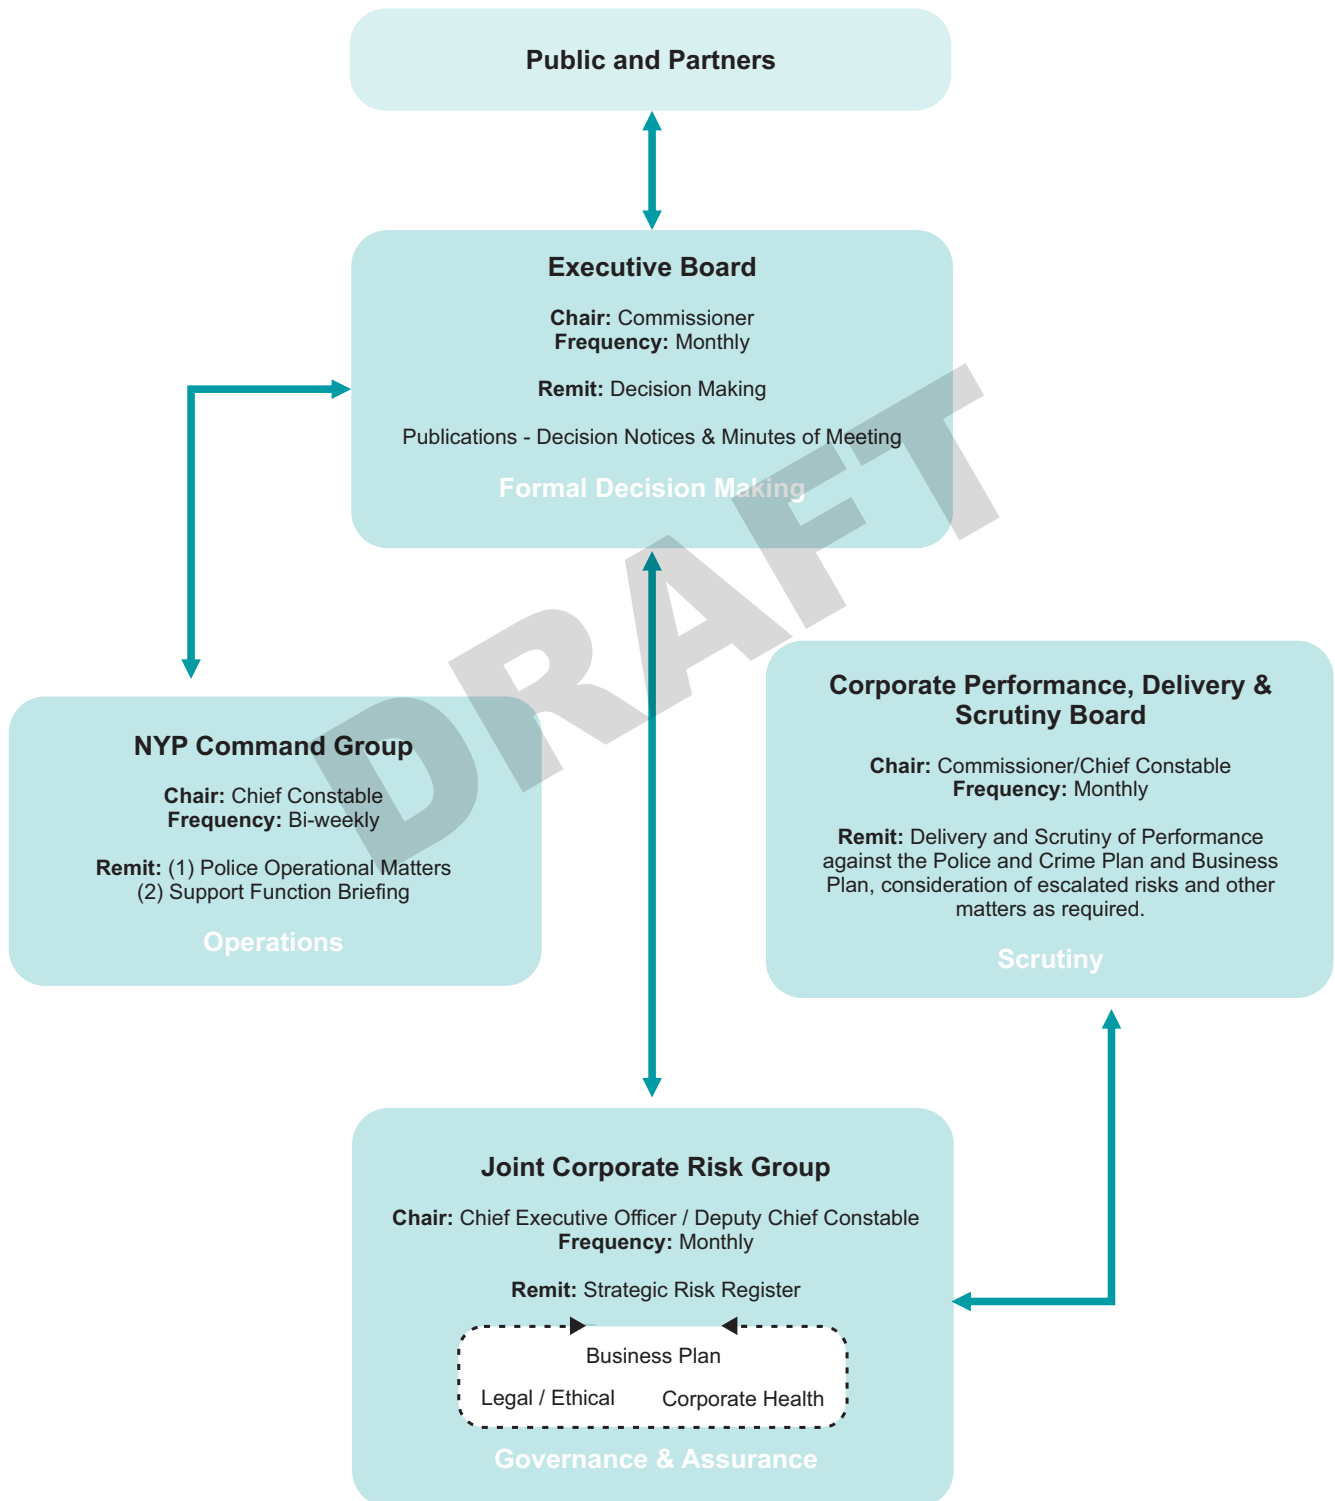 Public and Partners
Executive Board
Chair: Commissioner
Frequency: Monthly
Remit: Decision Making
Publications - Decision Notices & Minutes of Meeting
Formal Decision Making
DRAFT
NYP Command Group
Chair: Chief Constable
Frequency: Bi-weekly
Remit: (1) Police Operational Matters
(2) Support Function Briefing
Operations
Corporate Performance, Delivery &
Scrutiny Board
Chair: Commissioner/Chief Constable
Frequency: Monthly
Remit: Delivery and Scrutiny of Performance
against the Police and Crime Plan and Business
Plan, consideration of escalated risks and other
matters as required.
Scrutiny
Joint Corporate Risk Group
Chair: Chief Executive Officer / Deputy Chief Constable
Frequency: Monthly
Remit: Strategic Risk Register
Business Plan
Legal / Ethical
Corporate Health
Governance & Assurance